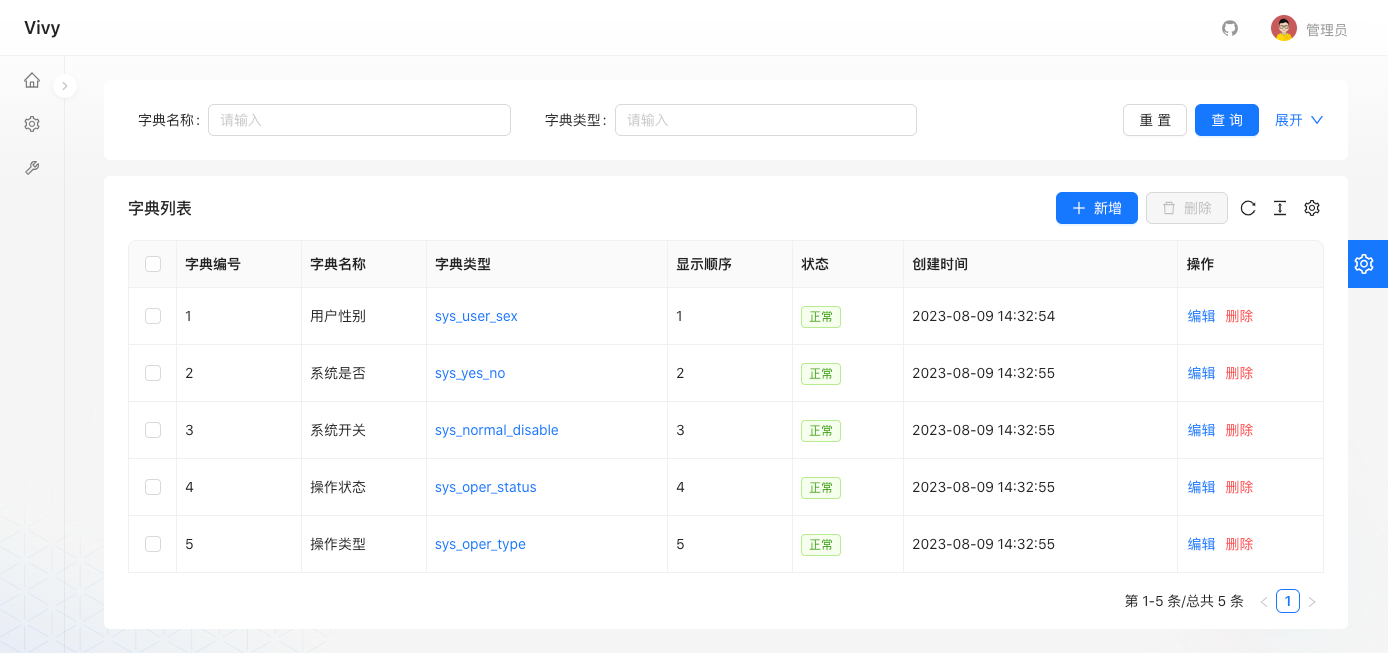 Vivy
管理员
字典名称: 请输入 字典类型: 请输入 重 置 查 询 展开
字典列表 新增 删除
字典编号 字典名称 字典类型 显示顺序 状态 创建时间 操作
1 用户性别 sys_user_sex 1 正常 2023-08-09 14:32:54 编辑 删除
2 系统是否 sys_yes_no 2 正常 2023-08-09 14:32:55 编辑 删除
3 系统开关 sys_normal_disable 3 正常 2023-08-09 14:32:55 编辑 删除
4 操作状态 sys_oper_status 4 正常 2023-08-09 14:32:55 编辑 删除
5 操作类型 sys_oper_type 5 正常 2023-08-09 14:32:55 编辑 删除
第 1-5 条/总共 5 条 1